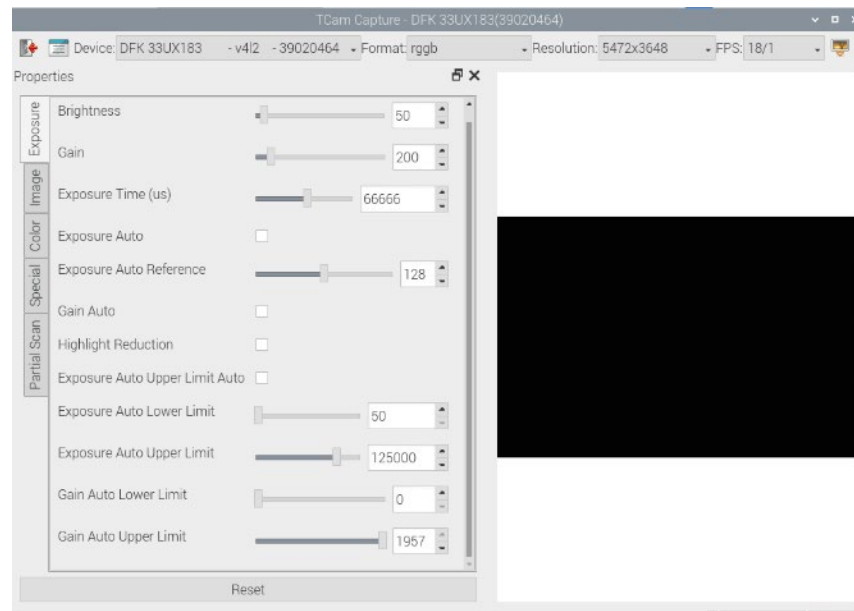 TCam Capture - DFK 33UX183(39020464)
Device: DFK 33UX183 - v4l2 - 39020464 Format: rggb Resolution: 5472x3648 FPS: 18/1
Properties
Exposure
Image
Color
Special
Partial Scan
Brightness 50
Gain 200
Exposure Time (us) 66666
Exposure Auto
Exposure Auto Reference 128
Gain Auto
Highlight Reduction
Exposure Auto Upper Limit Auto
Exposure Auto Lower Limit 50
Exposure Auto Upper Limit 125000
Gain Auto Lower Limit 0
Gain Auto Upper Limit 1957
Reset